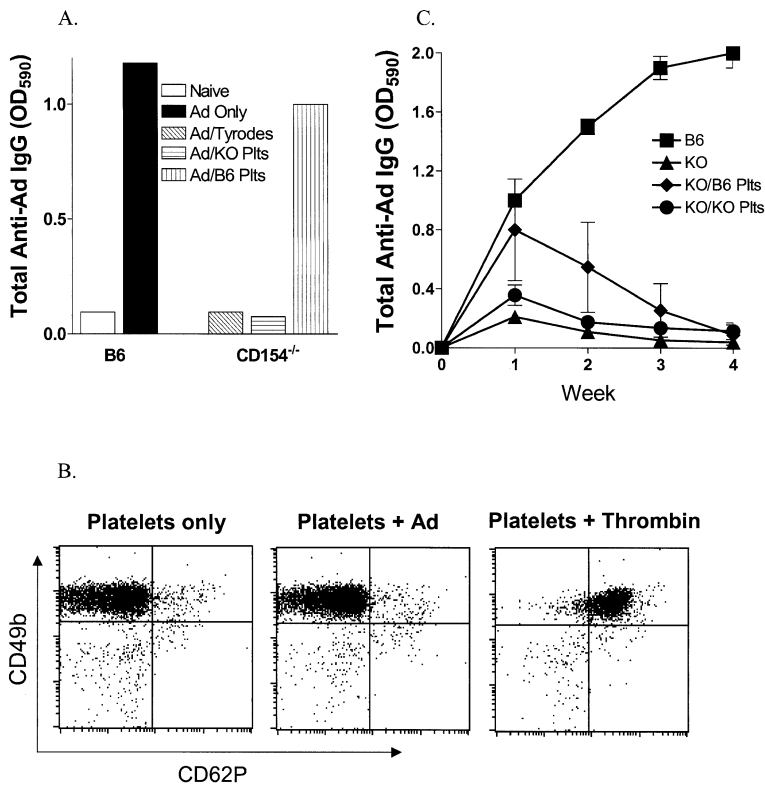 A.
Total Anti-Ad IgG (OD590)
1.0
0.5
0.0
Naive
Ad Only
Ad/Tyrodes
Ad/KO Plts
Ad/B6 Plts
B6
CD154-/-
C.
Total Anti-Ad IgG (OD590)
2.0
1.6
1.2
0.8
0.4
0.0
B6
KO
KO/B6 Plts
KO/KO Plts
0 1 2 3 4
Week
B.
Platelets only
Platelets + Ad
Platelets + Thrombin
CD49b
CD62P